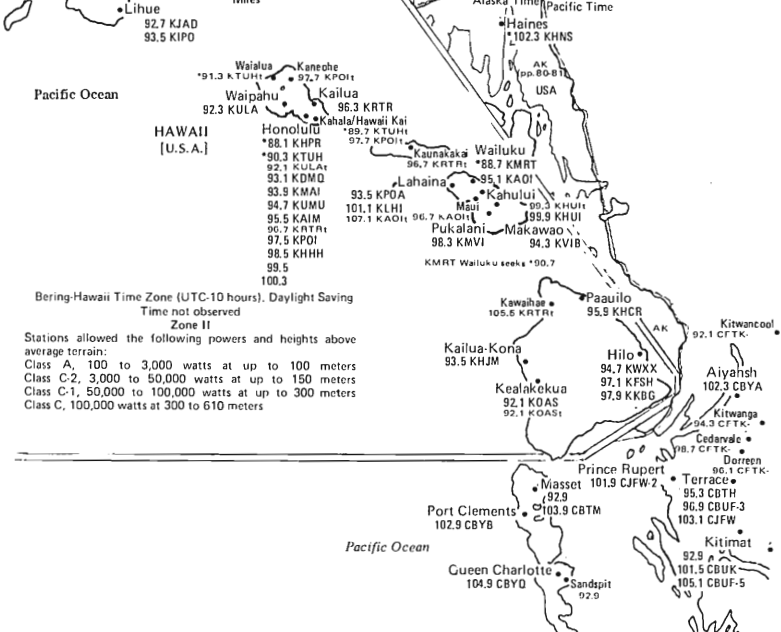 Miles
Alaska Time
Pacific Time
Lihue
92.7 KJAD
93.5 KIPO
Haines
102.3 KHNS
AK
(pp. 80-81)
USA
Pacific Ocean
HAWAII
[U.S.A.]
Waialua
*91.3 KTUHt
Kaneohe
97.7 KPOIt
Waipahu
92.3 KULA
Kailua
96.3 KRTR
Kahala/Hawaii Kai
*89.7 KTUHt
97.7 KPOIt
Honolulu
*88.1 KHPR
*90.3 KTUH
92.1 KULAt
93.1 KDMQ
93.9 KMAI
94.7 KUMU
95.5 KAIM
96.7 KRTRt
97.5 KPOI
98.5 KHHH
99.5
100.3
Kaunakakai
96.7 KRTRt
Wailuku
*88.7 KMRT
95.1 KAOI
Lahaina
93.5 KPOA
101.1 KLHI
107.1 KAOIt
Kahului
99.3 KHUIt
99.9 KHUI
Maui
96.7 KAOIt
Pukalani
98.3 KMVI
Makawao
94.3 KVIB
KMRT Wailuku seeks *90.7
Bering-Hawaii Time Zone (UTC-10 hours). Daylight Saving
Time not observed
Zone II
Stations allowed the following powers and heights above
average terrain:
Class A, 100 to 3,000 watts at up to 100 meters
Class C-2, 3,000 to 50,000 watts at up to 150 meters
Class C-1, 50,000 to 100,000 watts at up to 300 meters
Class C, 100,000 watts at 300 to 610 meters
Kawaihae
105.5 KRTRt
Paauilo
95.9 KHCR
AK
Kailua-Kona
93.5 KHJM
Hilo
94.7 KWXX
97.1 KFSH
97.9 KKBG
Kealakekua
92.1 KOAS
92.1 KOASt
Kitwancool
92.1 CFTK-
Aiyansh
102.3 CBYA
Kitwanga
94.3 CFTK-
Cedarvale
98.7 CFTK-
Dorreen
96.1 CFTK-
Prince Rupert
101.9 CJFW-2
Terrace
95.3 CBTH
96.9 CBUF-3
103.1 CJFW
Masset
92.9
103.9 CBTM
Port Clements
102.9 CBYB
Kitimat
92.9
101.5 CBUK
105.1 CBUF-5
Pacific Ocean
Queen Charlotte
104.9 CBYQ
Sandspit
92.9